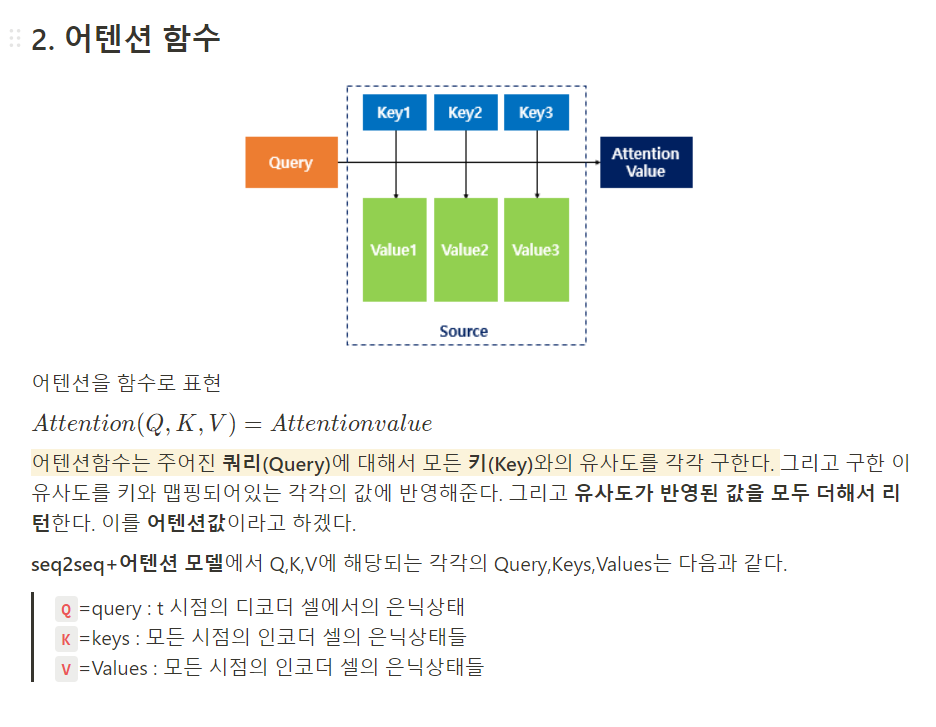 2. 어텐션 함수
Key1 Key2 Key3
Query
Attention
Value
Value1 Value2 Value3
Source
어텐션을 함수로 표현
Attention(Q, K, V) = Attentionvalue
어텐션함수는 주어진 쿼리(Query)에 대해서 모든 키(Key)와의 유사도를 각각 구한다. 그리고 구한 이
유사도를 키와 맵핑되어있는 각각의 값에 반영해준다. 그리고 유사도가 반영된 값을 모두 더해서 리
턴한다. 이를 어텐션값이라고 하겠다.
seq2seq+어텐션 모델에서 Q,K,V에 해당되는 각각의 Query,Keys,Values는 다음과 같다.
Q=query : t 시점의 디코더 셀에서의 은닉상태
K=keys : 모든 시점의 인코더 셀의 은닉상태들
V=Values : 모든 시점의 인코더 셀의 은닉상태들